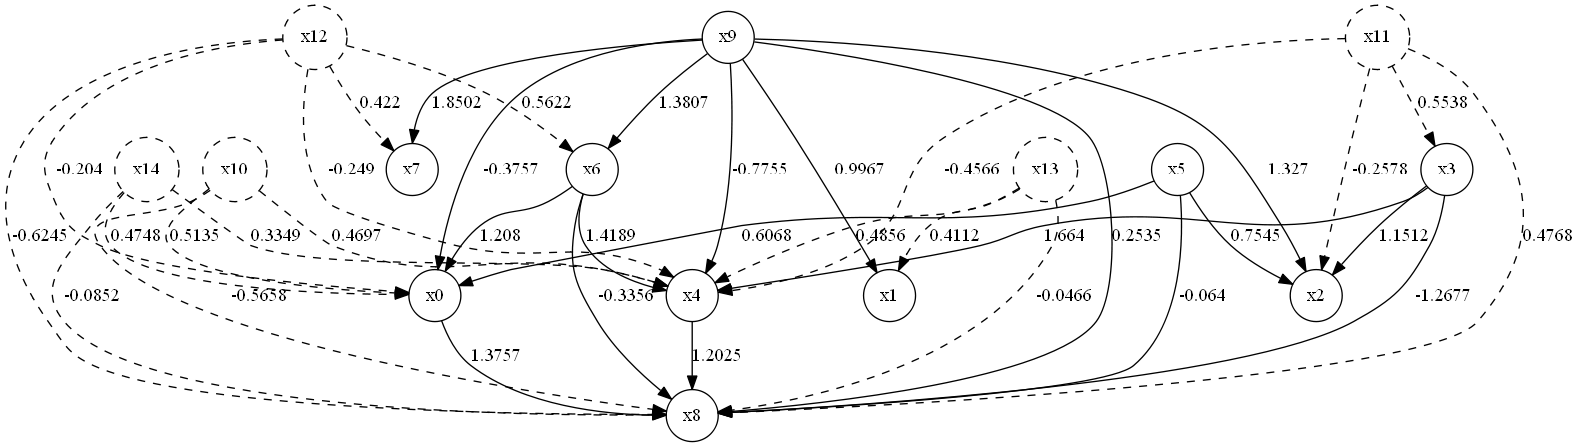 x12 x9 x11
0.422 1.8502 0.5622 1.3807 0.5538
-0.204 x14 x10 -0.249 x7 -0.3757 x6 -0.7755 0.9967 -0.4566 x13 x5 1.327 -0.2578 x3
-0.6245 0.4748 0.5135 0.3349 0.4697 1.208 1.4189 0.6068 0.4856 0.4112 1.664 0.2535 0.7545 1.1512 0.4768
-0.0852 -0.5658 x0 -0.3356 x4 x1 -0.0466 -0.064 x2 -1.2677
1.3757 1.2025
x8